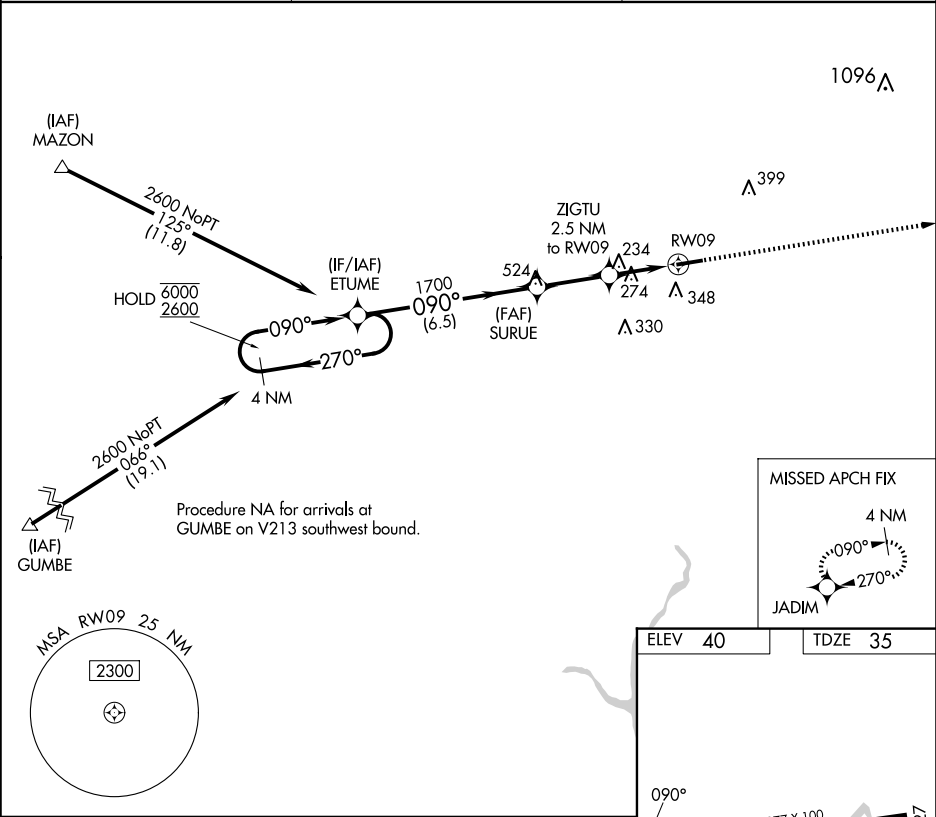 1096
(IAF)
MAZON
399
2600 NoPT
125°
(11.8)
ZIGTU
2.5 NM
to RW09
234
RW09
(IF/IAF)
ETUME
524
274
348
HOLD 6000
2600
1700
090°
(6.5)
(FAF)
SURUE
330
090°
270°
4 NM
2600 NoPT
066°
(19.1)
Procedure NA for arrivals at
GUMBE on V213 southwest bound.
(IAF)
GUMBE
MISSED APCH FIX
4 NM
090°
270°
JADIM
MSA RW09 25 NM
2300
ELEV 40
TDZE 35
090°
X 100